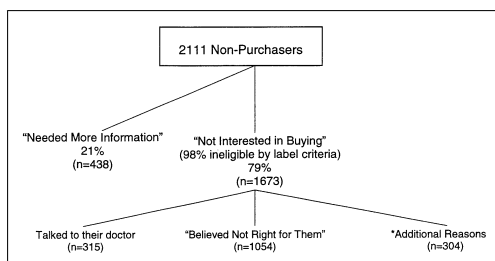 2111 Non-Purchasers
“Needed More Information”
21%
(n=438)
“Not Interested in Buying”
(98% ineligible by label criteria)
79%
(n=1673)
Talked to their doctor
(n=315)
“Believed Not Right for Them”
(n=1054)
*Additional Reasons
(n=304)